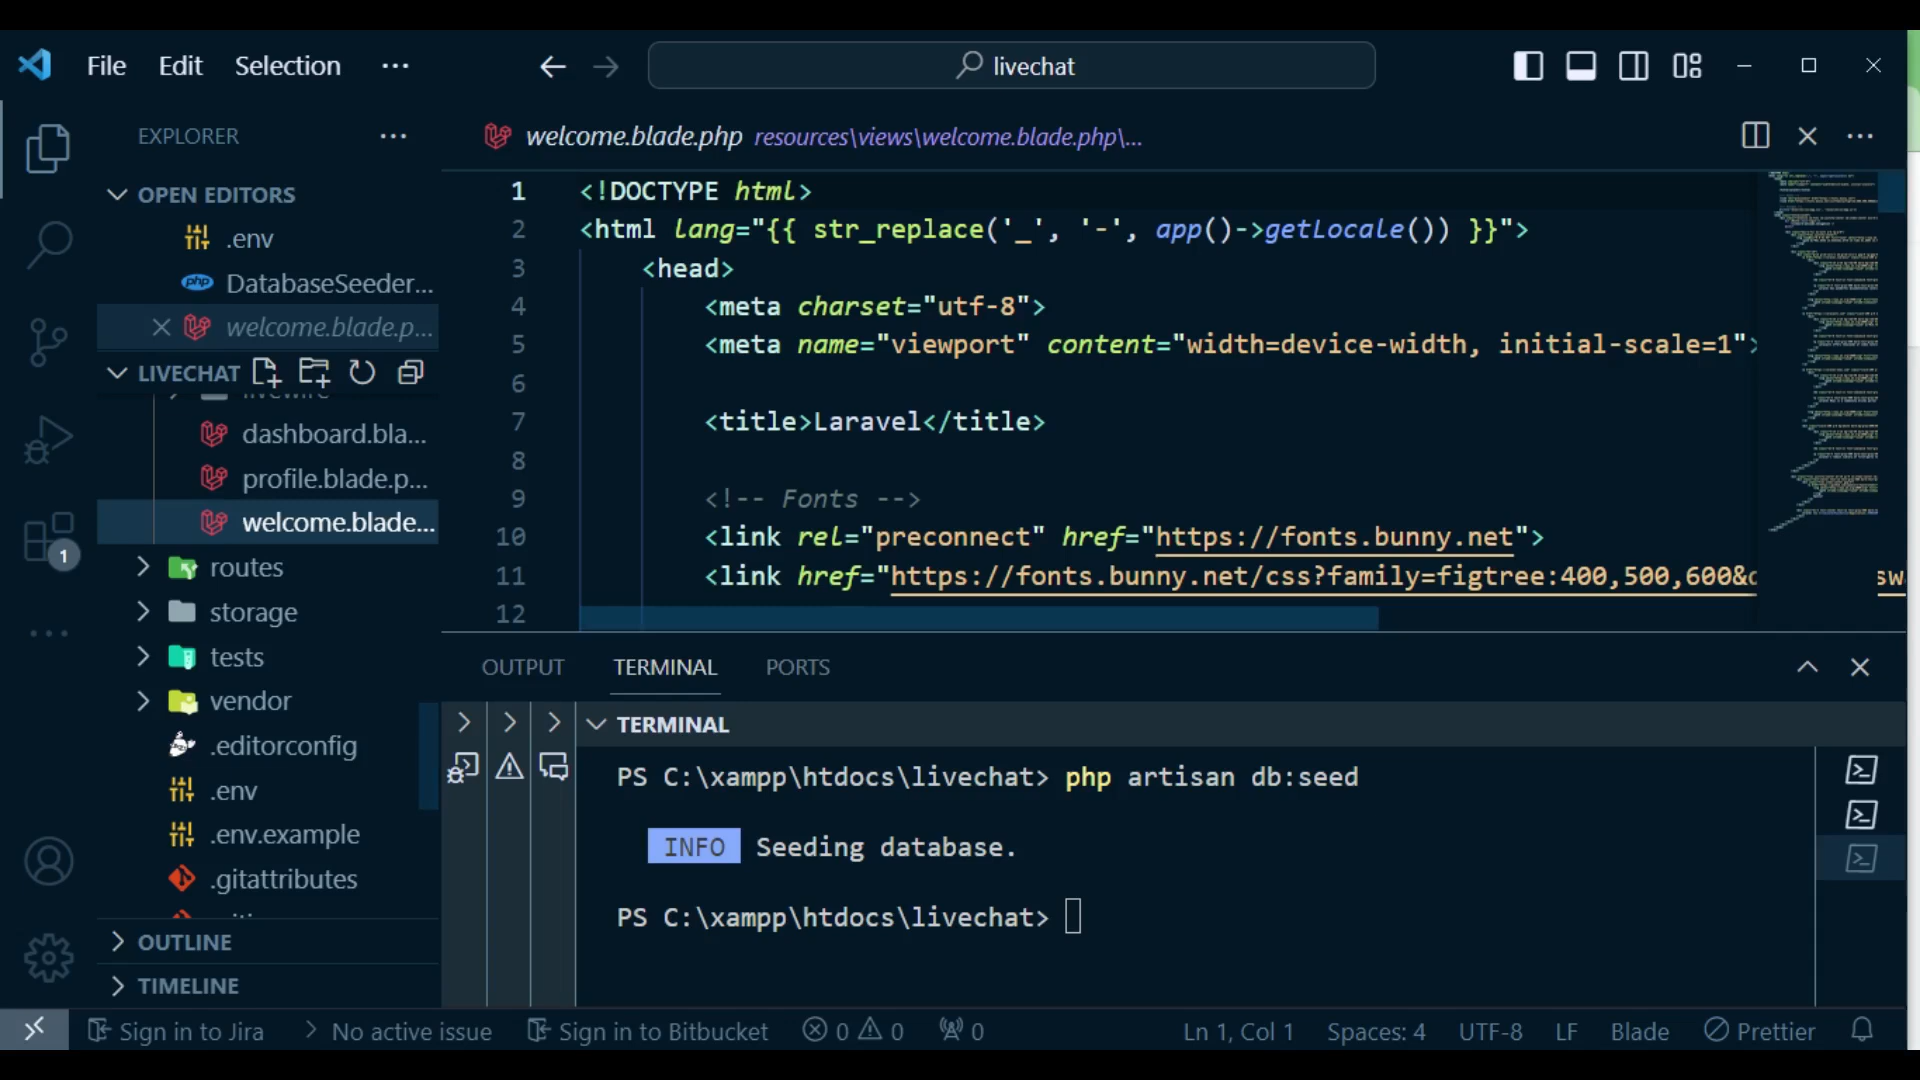 File Edit Selection ···
livechat
EXPLORER ···
OPEN EDITORS
.env
DatabaseSeeder...
welcome.blade.p...
LIVECHAT
livewire
dashboard.bla...
profile.blade.p...
welcome.blade...
routes
storage
tests
vendor
.editorconfig
.env
.env.example
.gitattributes
OUTLINE
TIMELINE
1
welcome.blade.php resources\views\welcome.blade.php\...
1 <!DOCTYPE html>
2 <html lang="{{ str_replace('_', '-', app()->getLocale()) }}">
3 <head>
4 <meta charset="utf-8">
5 <meta name="viewport" content="width=device-width, initial-scale=1">
6
7 <title>Laravel</title>
8
9 <!-- Fonts -->
10 <link rel="preconnect" href="https://fonts.bunny.net">
11 <link href="https://fonts.bunny.net/css?family=figtree:400,500,600&d sw
12
OUTPUT TERMINAL PORTS
TERMINAL
PS C:\xampp\htdocs\livechat> php artisan db:seed
INFO Seeding database.
PS C:\xampp\htdocs\livechat>
Sign in to Jira No active issue Sign in to Bitbucket 0 0 0 Ln 1, Col 1 Spaces: 4 UTF-8 LF Blade Prettier